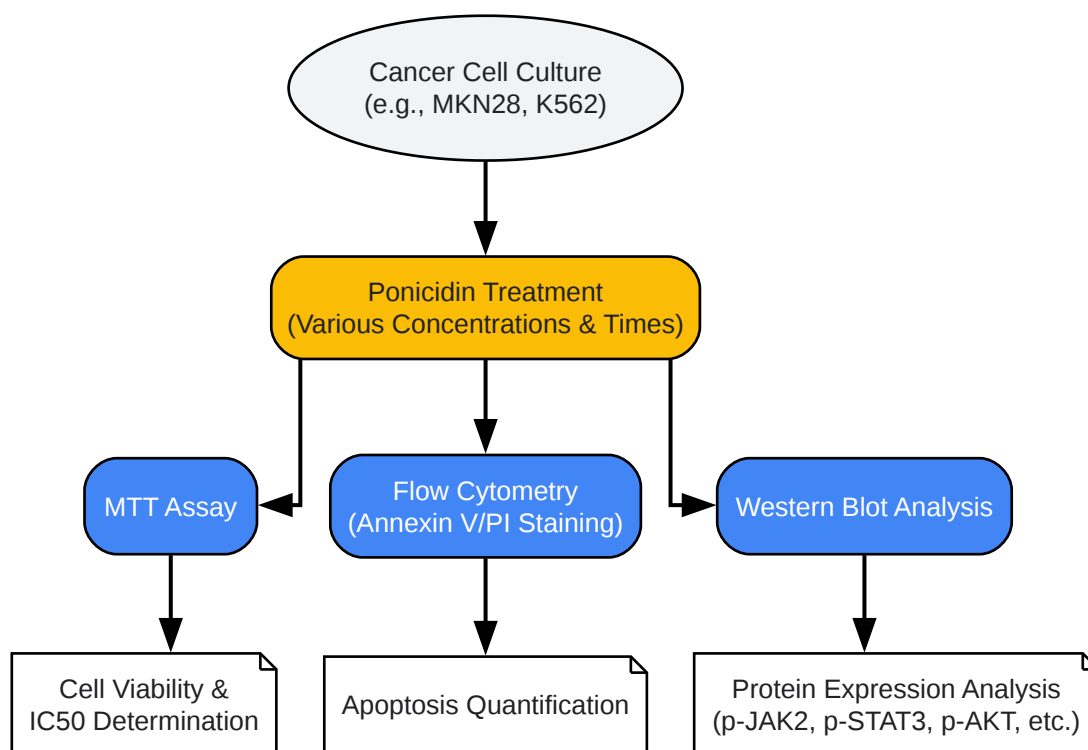 Cancer Cell Culture
(e.g., MKN28, K562)
Ponicidin Treatment
(Various Concentrations & Times)
MTT Assay
Flow Cytometry
(Annexin V/PI Staining)
Western Blot Analysis
Cell Viability &
IC50 Determination
Apoptosis Quantification
Protein Expression Analysis
(p-JAK2, p-STAT3, p-AKT, etc.)